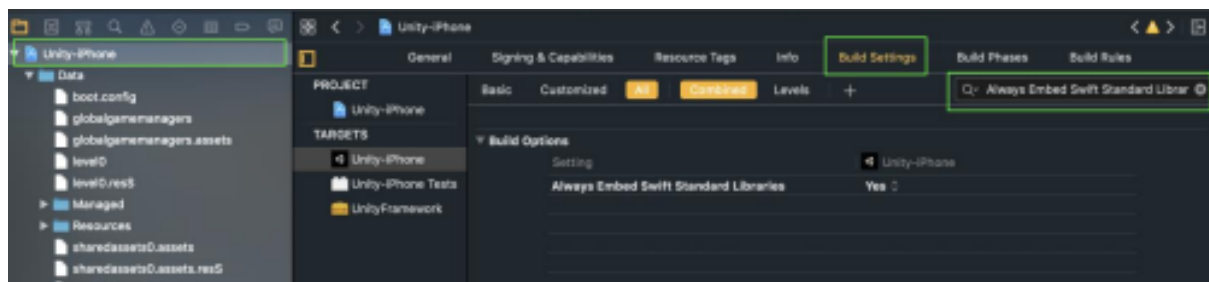 Unity-iPhone
Unity-iPhone
General Signing & Capabilities Resource Tags Info Build Settings Build Phases Build Rules
Data
boot.config
globalgamemanagers
globalgamemanagers.assets
level0
level0.resS
Managed
Resources
sharedassets0.assets
sharedassets0.assets.resS
PROJECT
Unity-iPhone
TARGETS
Unity-iPhone
Unity-iPhone Tests
UnityFramework
Basic Customized All Combined Levels +
Always Embed Swift Standard Librar
Build Options
Setting Unity-iPhone
Always Embed Swift Standard Libraries Yes